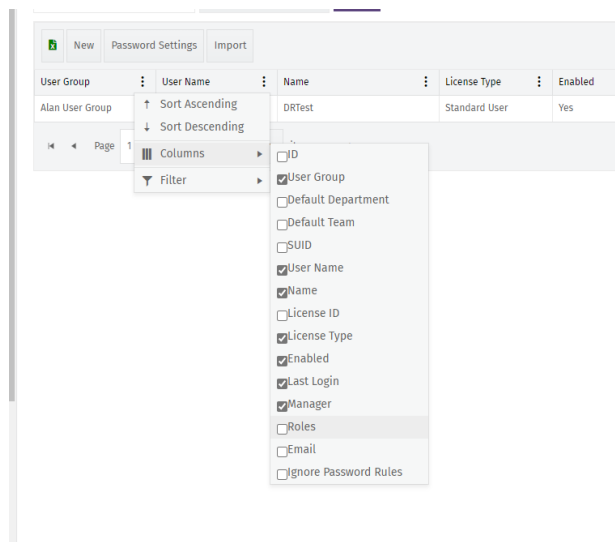 New Password Settings Import
User Group User Name Name License Type Enabled
Alan User Group DRTest Standard User Yes
Sort Ascending
Sort Descending
Page 1
Columns
Filter
ID
User Group
Default Department
Default Team
SUID
User Name
Name
License ID
License Type
Enabled
Last Login
Manager
Roles
Email
Ignore Password Rules